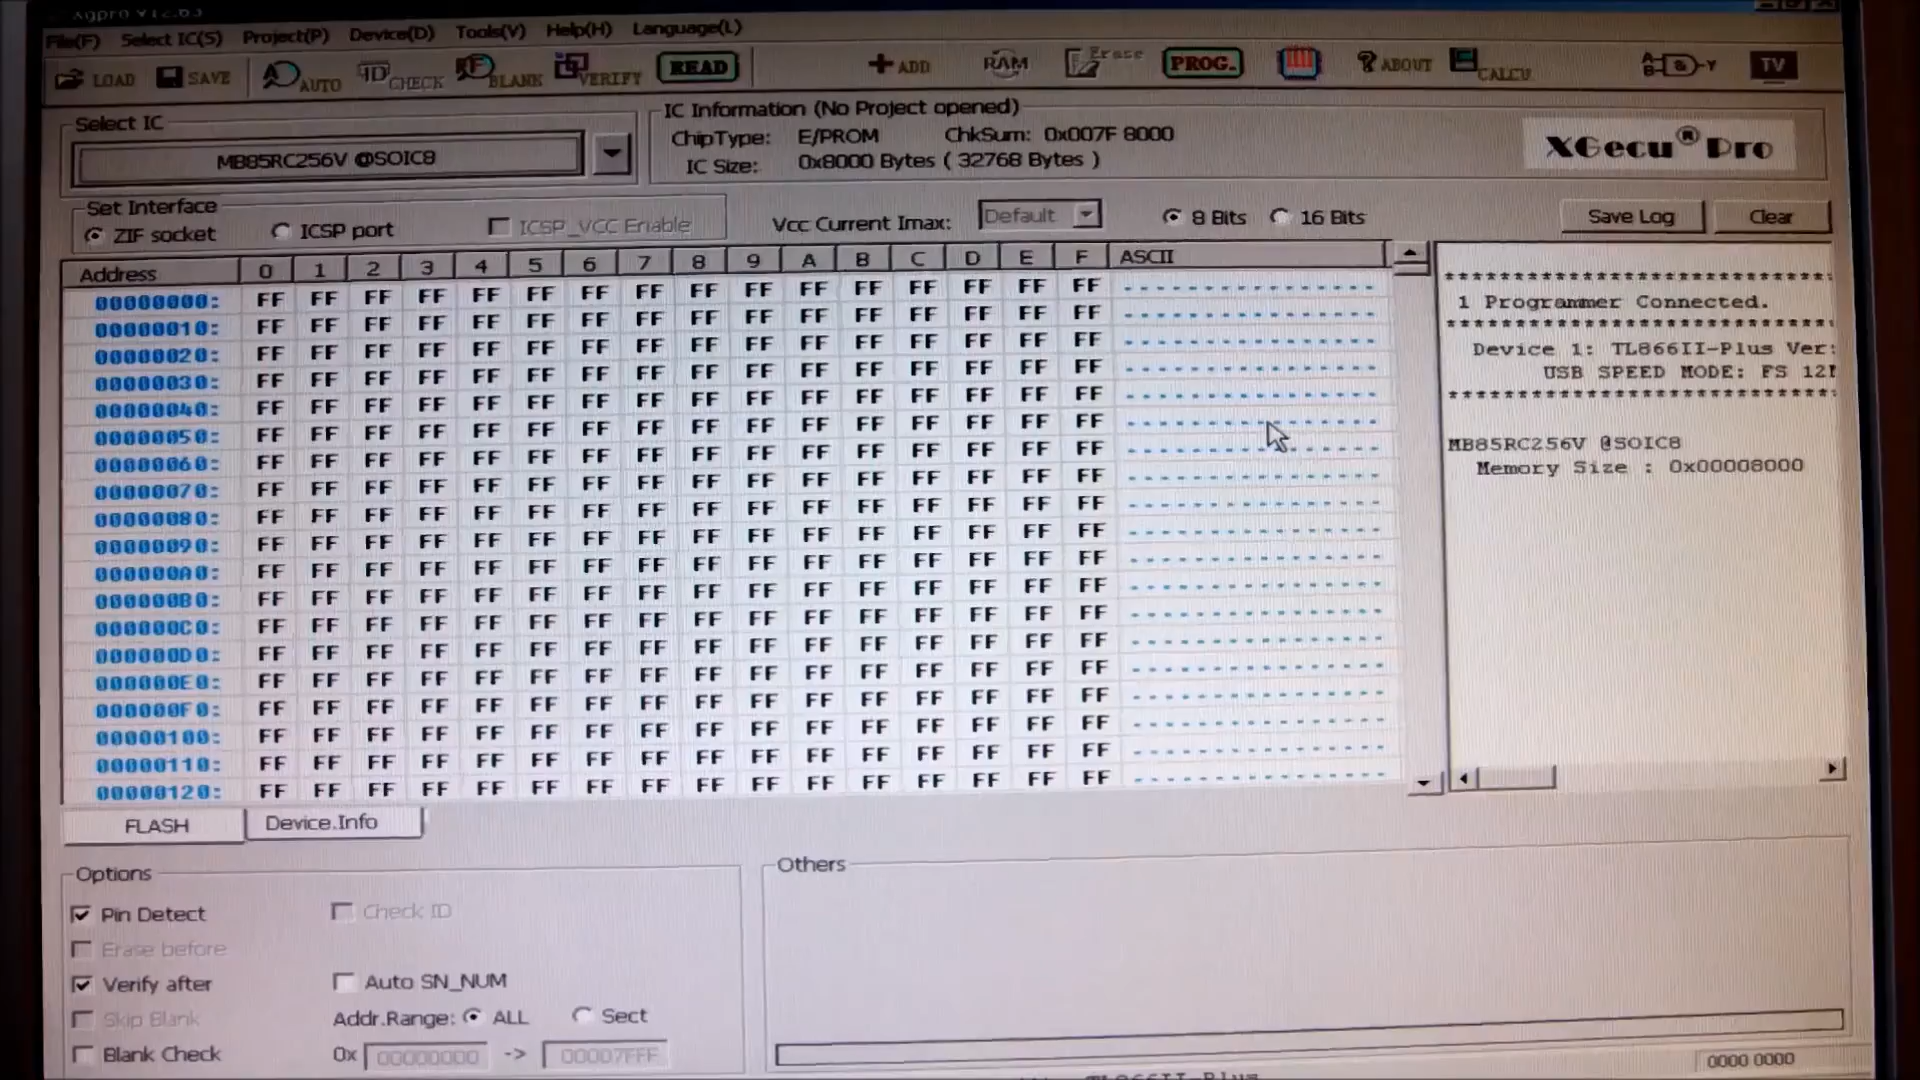 Xgpro v12.63
File(F) Select IC(S) Project(P) Device(D) Tools(V) Help(H) Language(L)
LOAD SAVE AUTO CHECK BLANK VERIFY READ ADD RAM Erase PROG. ABOUT CALCU TV
Select IC
MB85RC256V @SOIC8
IC Information (No Project opened)
ChipType: E/PROM ChkSum: 0x007F 8000
IC Size: 0x8000 Bytes ( 32768 Bytes )
XGecu® Pro
Set Interface
ZIF socket ICSP port ICSP_VCC Enable Vcc Current Imax: Default 8 Bits 16 Bits Save Log Clear
Address 0 1 2 3 4 5 6 7 8 9 A B C D E F ASCII
00000000: FF FF FF FF FF FF FF FF FF FF FF FF FF FF FF FF ................
00000010: FF FF FF FF FF FF FF FF FF FF FF FF FF FF FF FF ................
00000020: FF FF FF FF FF FF FF FF FF FF FF FF FF FF FF FF ................
00000030: FF FF FF FF FF FF FF FF FF FF FF FF FF FF FF FF ................
00000040: FF FF FF FF FF FF FF FF FF FF FF FF FF FF FF FF ................
00000050: FF FF FF FF FF FF FF FF FF FF FF FF FF FF FF FF ................
00000060: FF FF FF FF FF FF FF FF FF FF FF FF FF FF FF FF ................
00000070: FF FF FF FF FF FF FF FF FF FF FF FF FF FF FF FF ................
00000080: FF FF FF FF FF FF FF FF FF FF FF FF FF FF FF FF ................
00000090: FF FF FF FF FF FF FF FF FF FF FF FF FF FF FF FF ................
000000A0: FF FF FF FF FF FF FF FF FF FF FF FF FF FF FF FF ................
000000B0: FF FF FF FF FF FF FF FF FF FF FF FF FF FF FF FF ................
000000C0: FF FF FF FF FF FF FF FF FF FF FF FF FF FF FF FF ................
000000D0: FF FF FF FF FF FF FF FF FF FF FF FF FF FF FF FF ................
000000E0: FF FF FF FF FF FF FF FF FF FF FF FF FF FF FF FF ................
000000F0: FF FF FF FF FF FF FF FF FF FF FF FF FF FF FF FF ................
00000100: FF FF FF FF FF FF FF FF FF FF FF FF FF FF FF FF ................
00000110: FF FF FF FF FF FF FF FF FF FF FF FF FF FF FF FF ................
00000120: FF FF FF FF FF FF FF FF FF FF FF FF FF FF FF FF ................
****************************
1 Programmer Connected.
****************************
Device 1: TL866II-Plus Ver:
USB SPEED MODE: FS 12
****************************
MB85RC256V @SOIC8
Memory Size : 0x00008000
FLASH Device.Info
Options
Pin Detect Check ID
Erase before
Verify after Auto SN_NUM
Skip Blank Addr.Range: ALL Sect
Blank Check 0x 00000000 -> 00007FFF
Others
TL866II-Plus
0000 0000